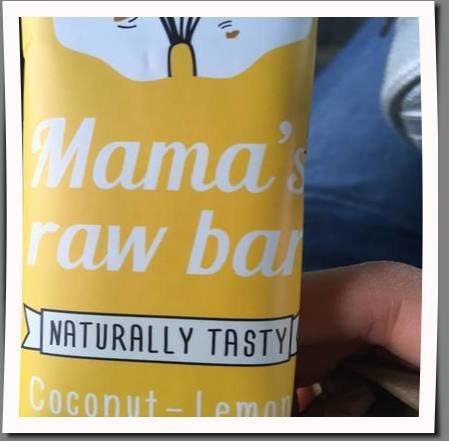 Mama's
raw bar
NATURALLY TASTY
Coconut-Lemon